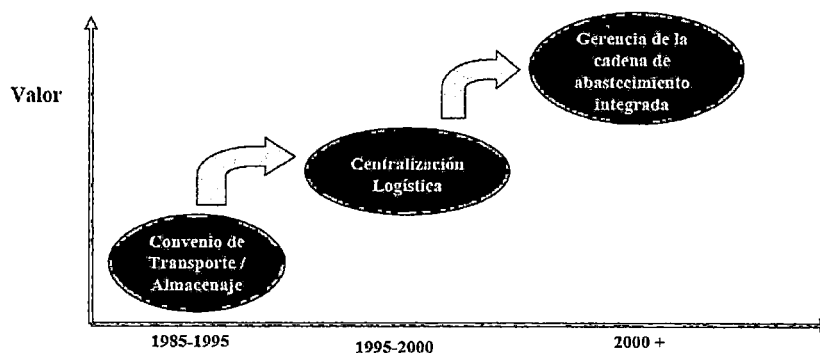 Valor
Gerencia de la
cadena de
abastecimiento
integrada
Centralización
Logística
Convenio de
Transporte /
Almacenaje
1985-1995
1995-2000
2000 +